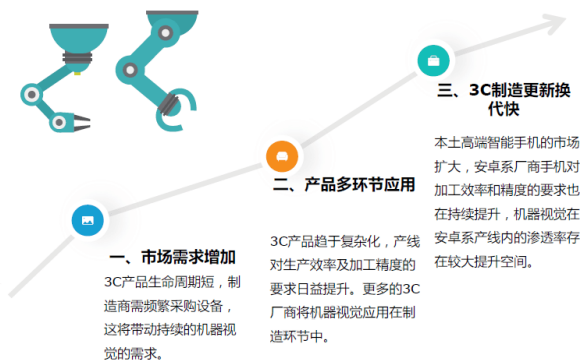 一、市场需求增加
3C产品生命周期短，制
造商需频繁采购设备，
这将带动持续的机器视
觉的需求。
二、产品多环节应用
3C产品趋于复杂化，产线
对生产效率及加工精度的
要求日益提升。更多的3C
厂商将机器视觉应用在制
造环节中。
三、3C制造更新换
代快
本土高端智能手机的市场
扩大，安卓系厂商手机对
加工效率和精度的要求也
在持续提升，机器视觉在
安卓系产线内的渗透率存
在较大提升空间。